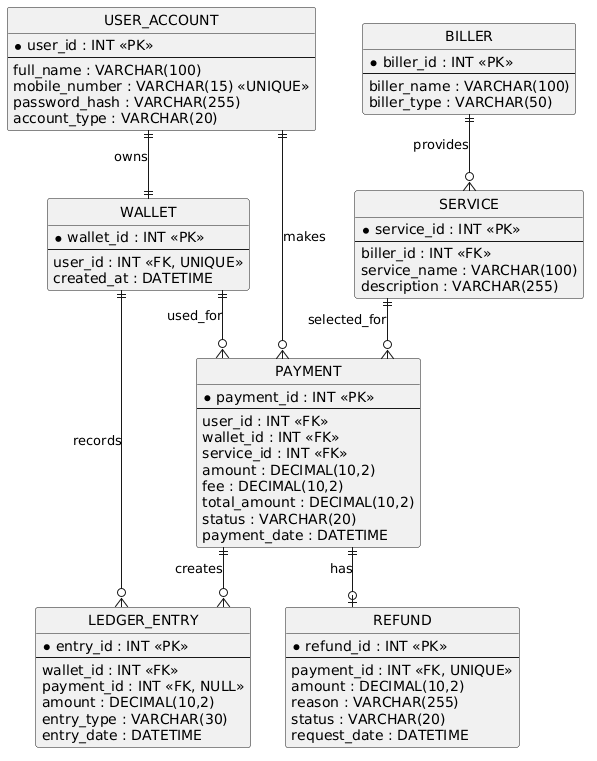 USER_ACCOUNT
* user_id : INT «PK»
full_name : VARCHAR(100)
mobile_number : VARCHAR(15) «UNIQUE»
password_hash : VARCHAR(255)
account_type : VARCHAR(20)
BILLER
* biller_id : INT «PK»
biller_name : VARCHAR(100)
biller_type : VARCHAR(50)
owns
provides
WALLET
* wallet_id : INT «PK»
user_id : INT «FK, UNIQUE»
created_at : DATETIME
makes
SERVICE
* service_id : INT «PK»
biller_id : INT «FK»
service_name : VARCHAR(100)
description : VARCHAR(255)
used_for
selected_for
PAYMENT
* payment_id : INT «PK»
user_id : INT «FK»
wallet_id : INT «FK»
service_id : INT «FK»
amount : DECIMAL(10,2)
fee : DECIMAL(10,2)
total_amount : DECIMAL(10,2)
status : VARCHAR(20)
payment_date : DATETIME
records
creates
has
LEDGER_ENTRY
* entry_id : INT «PK»
wallet_id : INT «FK»
payment_id : INT «FK, NULL»
amount : DECIMAL(10,2)
entry_type : VARCHAR(30)
entry_date : DATETIME
REFUND
* refund_id : INT «PK»
payment_id : INT «FK, UNIQUE»
amount : DECIMAL(10,2)
reason : VARCHAR(255)
status : VARCHAR(20)
request_date : DATETIME